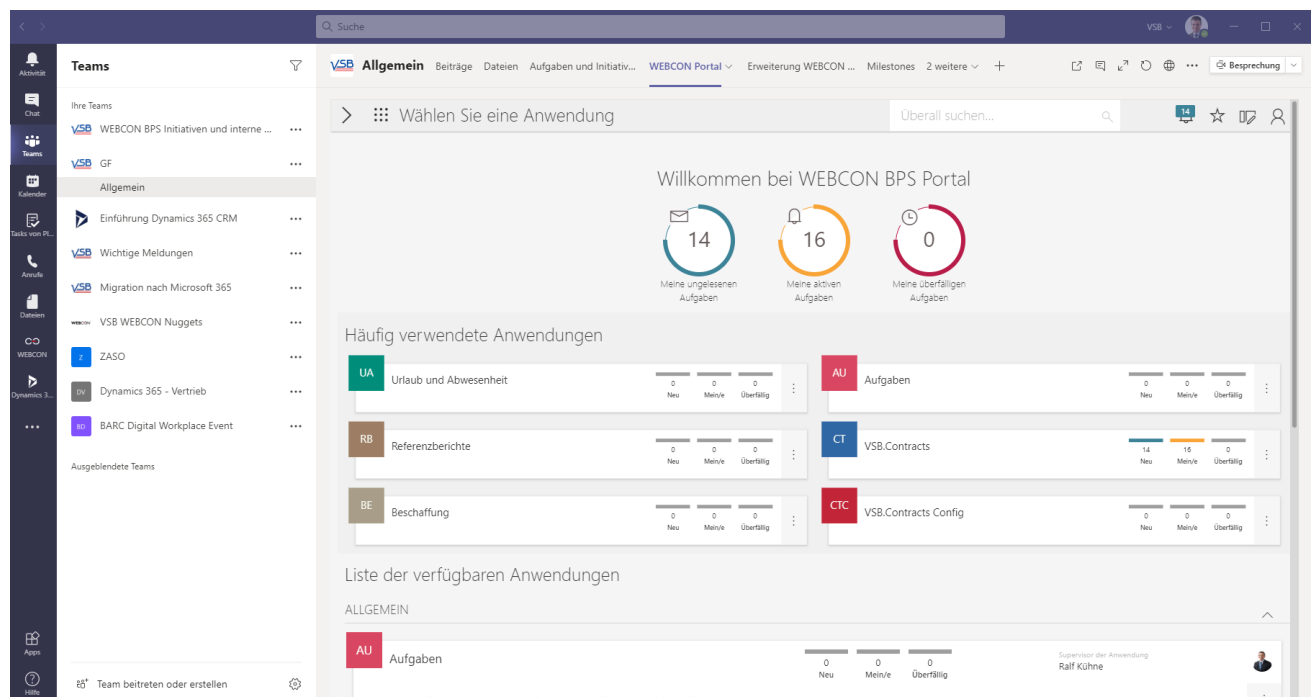 Suche
VSB
Aktivität
Chat
Teams
Kalender
Tasks von Pl...
Anrufe
Dateien
WEBCON
Dynamics 3...
Apps
Hilfe
Teams
Ihre Teams
VSB WEBCON BPS Initiativen und interne ...
VSB GF
Allgemein
Einführung Dynamics 365 CRM
VSB Wichtige Meldungen
VSB Migration nach Microsoft 365
WEBCON VSB WEBCON Nuggets
Z ZASO
DV Dynamics 365 - Vertrieb
BD BARC Digital Workplace Event
Ausgeblendete Teams
Team beitreten oder erstellen
VSB Allgemein Beiträge Dateien Aufgaben und Initiativ... WEBCON Portal Erweiterung WEBCON ... Milestones 2 weitere Besprechung
Wählen Sie eine Anwendung Überall suchen... 14
Willkommen bei WEBCON BPS Portal
14 16 0
Meine ungelesenen Aufgaben
Meine aktiven Aufgaben
Meine überfälligen Aufgaben
Häufig verwendete Anwendungen
UA Urlaub und Abwesenheit 0 0 0
Neu Mein/e Überfällig
AU Aufgaben 0 0 0
Neu Mein/e Überfällig
RB Referenzberichte 0 0 0
Neu Mein/e Überfällig
CT VSB.Contracts 14 16 0
Neu Mein/e Überfällig
BE Beschaffung 0 0 0
Neu Mein/e Überfällig
CTC VSB.Contracts Config 0 0 0
Neu Mein/e Überfällig
Liste der verfügbaren Anwendungen
ALLGEMEIN
AU Aufgaben 0 0 0
Neu Mein/e Überfällig
Supervisor der Anwendung
Ralf Kühne